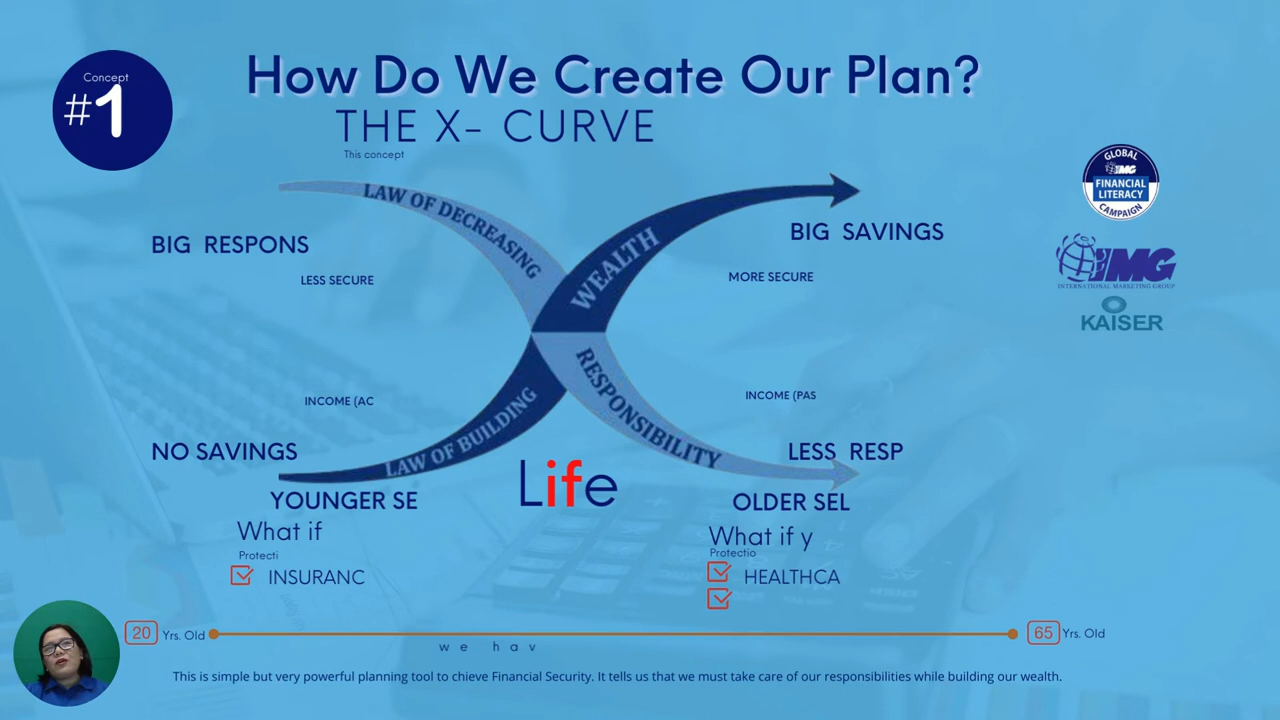 Concept
#1
How Do We Create Our Plan?
THE X- CURVE
This concept
LAW OF DECREASING
RESPONSIBILITY
LAW OF BUILDING
WEALTH
BIG RESPONS
LESS SECURE
INCOME (AC
NO SAVINGS
YOUNGER SE
What if
Protecti
INSURANC
Life
BIG SAVINGS
MORE SECURE
INCOME (PAS
LESS RESP
OLDER SEL
What if y
Protectio
HEALTHCA
GLOBAL
IMG
FINANCIAL
LITERACY
CAMPAIGN
IMG
INTERNATIONAL MARKETING GROUP
KAISER
20 Yrs. Old
65 Yrs. Old
we hav
This is simple but very powerful planning tool to chieve Financial Security. It tells us that we must take care of our responsibilities while building our wealth.